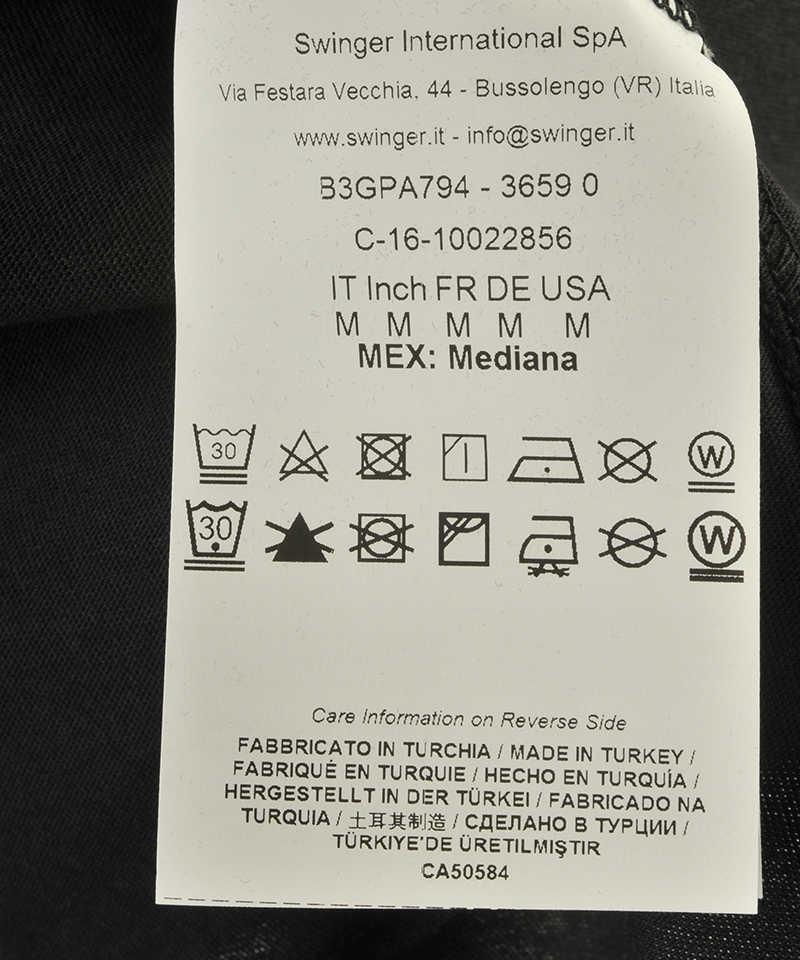 Swinger International SpA
Via Festara Vecchia, 44 - Bussolengo (VR) Italia
www.swinger.it - info@swinger.it
B3GPA794 - 3659 0
C-16-10022856
IT Inch FR DE USA
M M M M M
MEX: Mediana
30 W
30 W
Care Information on Reverse Side
FABBRICATO IN TURCHIA / MADE IN TURKEY /
FABRIQUÉ EN TURQUIE / HECHO EN TURQUÍA /
HERGESTELLT IN DER TÜRKEI / FABRICADO NA
TURQUIA / 土耳其制造 / СДЕЛАНО В ТУРЦИИ /
TÜRKIYE'DE ÜRETILMIŞTIR
CA50584